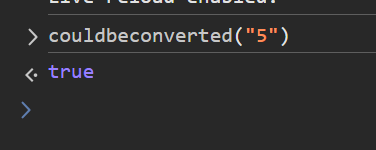 Live reload enabled.
> couldbeconverted("5")
<· true
>